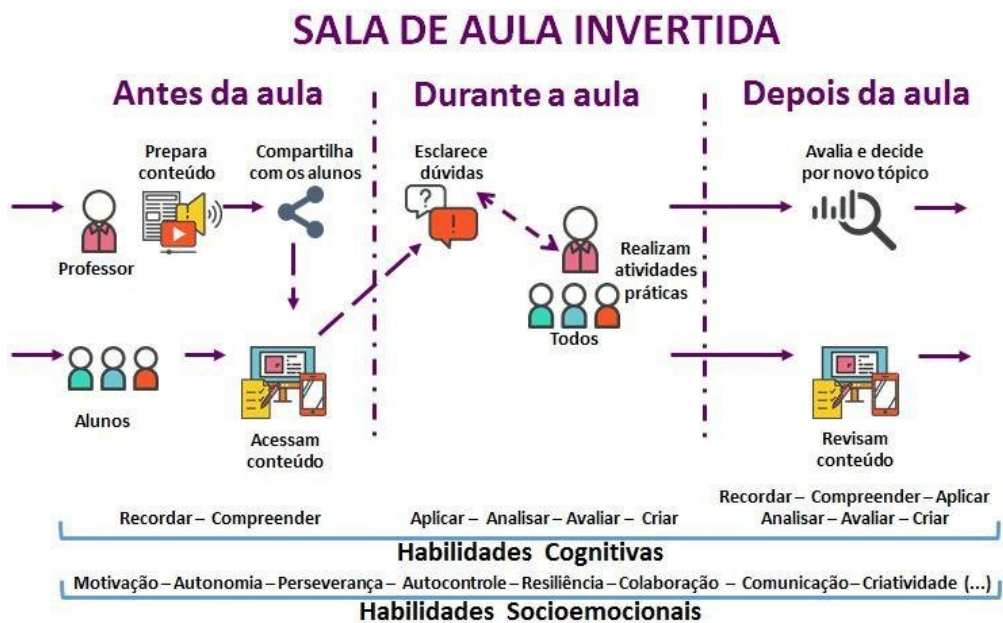 SALA DE AULA INVERTIDA
Antes da aula
Durante a aula
Depois da aula
Prepara
conteúdo
Compartilha
com os alunos
Esclarece
dúvidas
Avalia e decide
por novo tópico
Professor
Realizam
atividades
práticas
Todos
Alunos
Acessam
conteúdo
Revisam
conteúdo
Recordar – Compreender
Aplicar – Analisar – Avaliar – Criar
Recordar – Compreender – Aplicar
Analisar – Avaliar – Criar
Habilidades Cognitivas
Motivação – Autonomia – Perseverança – Autocontrole – Resiliência – Colaboração – Comunicação – Criatividade (...)
Habilidades Socioemocionais